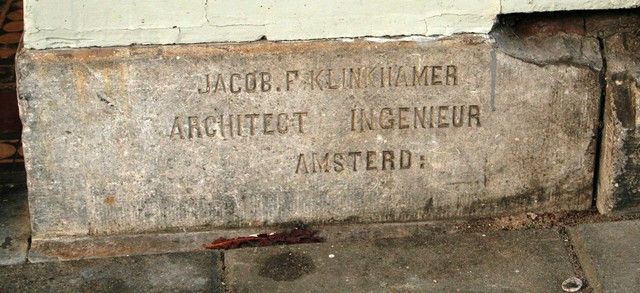 JACOB. F. KLINKHAMER
ARCHITECT INGENIEUR
AMSTERD: